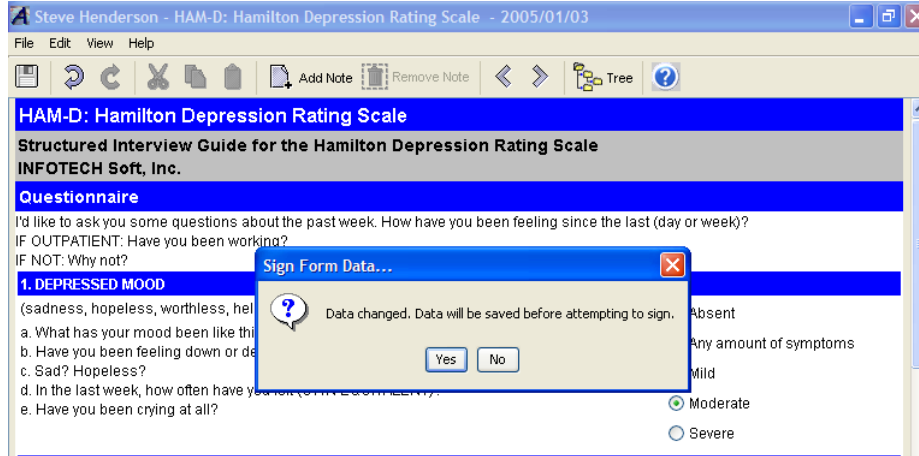 Steve Henderson - HAM-D: Hamilton Depression Rating Scale - 2005/01/03
File Edit View Help
Add Note Remove Note Tree
HAM-D: Hamilton Depression Rating Scale
Structured Interview Guide for the Hamilton Depression Rating Scale
INFOTECH Soft, Inc.
Questionnaire
I'd like to ask you some questions about the past week. How have you been feeling since the last (day or week)?
IF OUTPATIENT: Have you been working?
IF NOT: Why not?
Sign Form Data...
Data changed. Data will be saved before attempting to sign.
Yes No
1. DEPRESSED MOOD
(sadness, hopeless, worthless,
a. What has your mood been like
b. Have you been feeling down or
c. Sad? Hopeless?
d. In the last week, how often have
e. Have you been crying at all?
Absent
Any amount of symptoms
Mild
Moderate
Severe